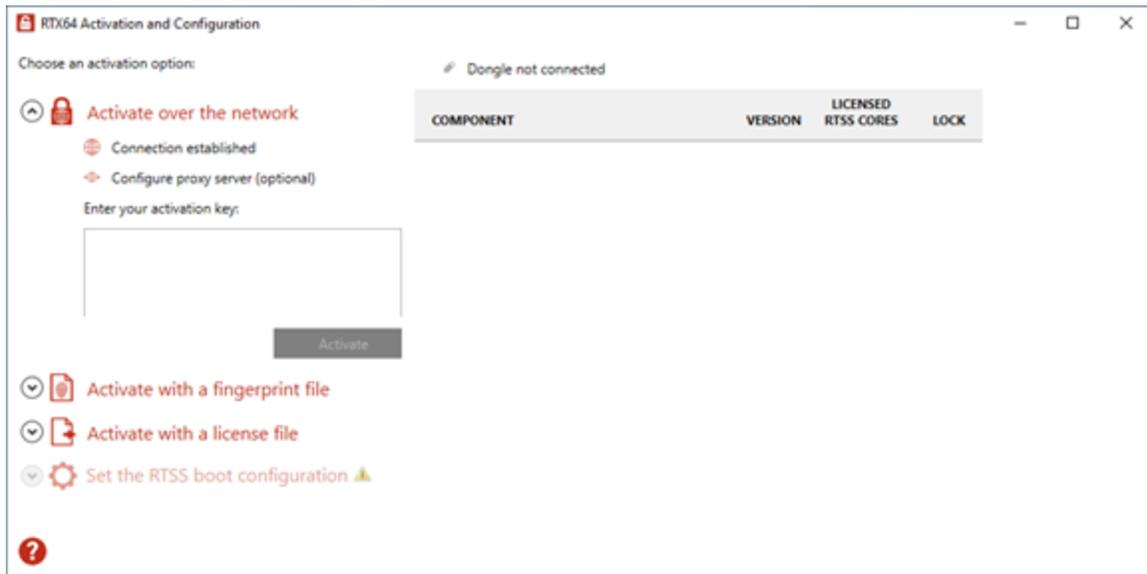 RTX64 Activation and Configuration
Choose an activation option:
Activate over the network
Connection established
Configure proxy server (optional)
Enter your activation key:
Activate
Activate with a fingerprint file
Activate with a license file
Set the RTSS boot configuration
Dongle not connected
COMPONENT VERSION LICENSED RTSS CORES LOCK
?